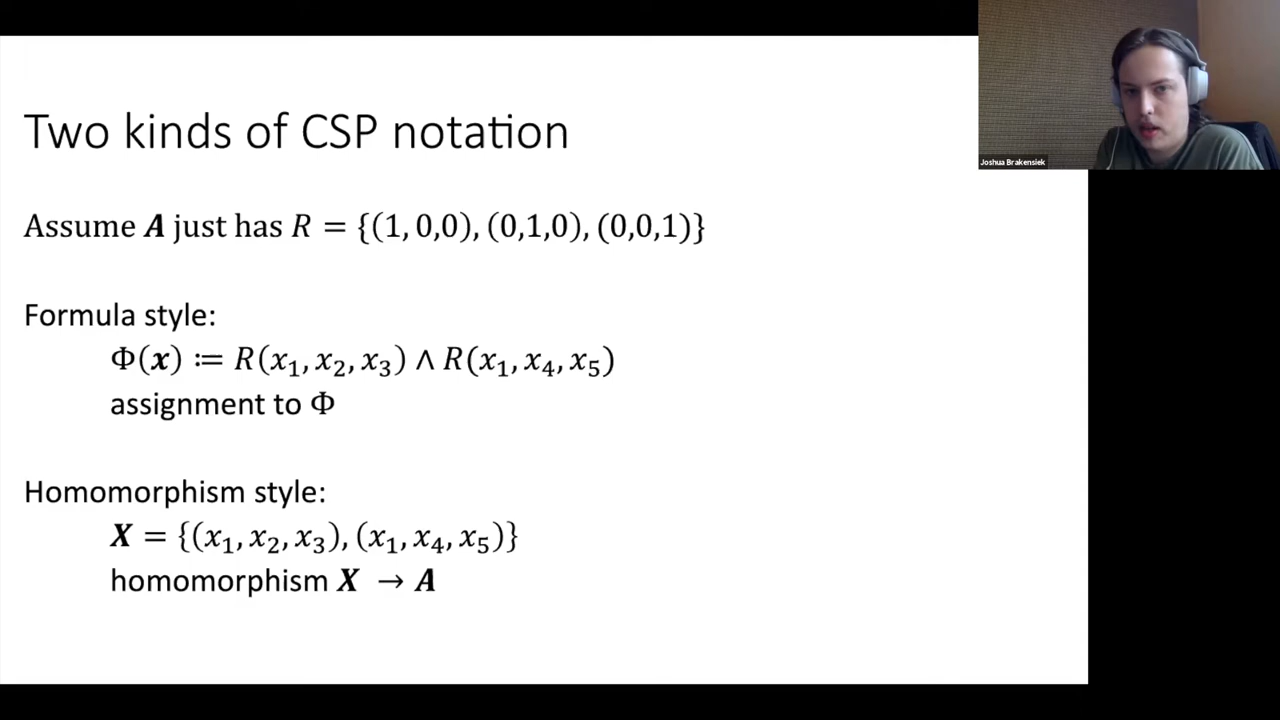 Two kinds of CSP notation
Joshua Brakensiek
Assume A just has R = {(1, 0,0), (0,1,0), (0,0,1)}
Formula style:
Φ(x) ≔ R(x₁, x₂, x₃) ∧ R(x₁, x₄, x₅)
assignment to Φ
Homomorphism style:
X = {(x₁, x₂, x₃), (x₁, x₄, x₅)}
homomorphism X → A